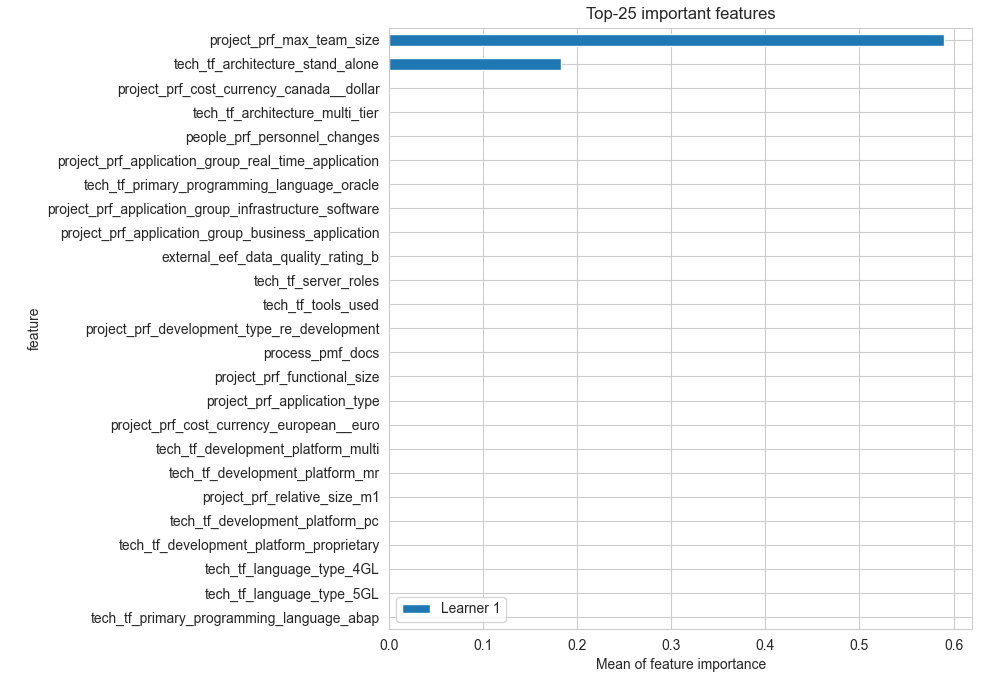 Top-25 important features
project_prf_max_team_size
tech_tf_architecture_stand_alone
project_prf_cost_currency_canada__dollar
tech_tf_architecture_multi_tier
people_prf_personnel_changes
project_prf_application_group_real_time_application
tech_tf_primary_programming_language_oracle
project_prf_application_group_infrastructure_software
project_prf_application_group_business_application
external_eef_data_quality_rating_b
tech_tf_server_roles
tech_tf_tools_used
project_prf_development_type_re_development
process_pmf_docs
project_prf_functional_size
project_prf_application_type
project_prf_cost_currency_european__euro
tech_tf_development_platform_multi
tech_tf_development_platform_mr
project_prf_relative_size_m1
tech_tf_development_platform_pc
tech_tf_development_platform_proprietary
tech_tf_language_type_4GL
tech_tf_language_type_5GL
tech_tf_primary_programming_language_abap
feature
Learner 1
0.0 0.1 0.2 0.3 0.4 0.5 0.6
Mean of feature importance